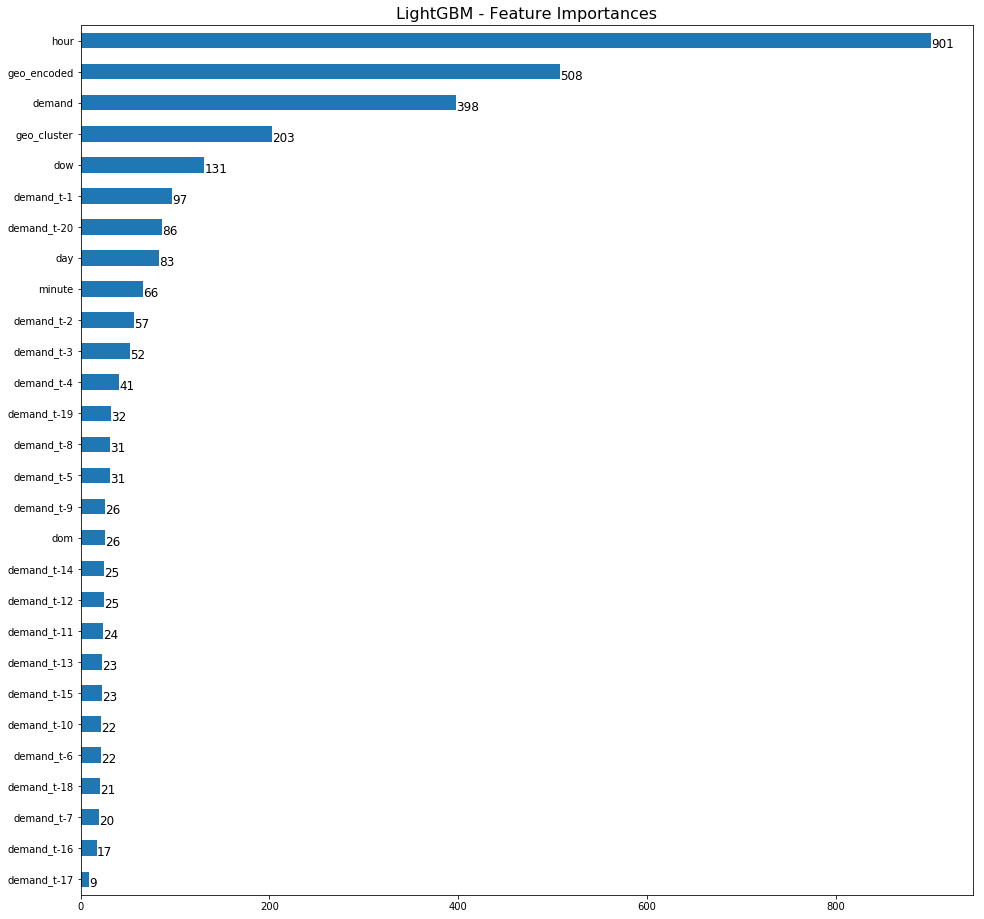 LightGBM - Feature Importances
hour 901
geo_encoded 508
demand 398
geo_cluster 203
dow 131
demand_t-1 97
demand_t-20 86
day 83
minute 66
demand_t-2 57
demand_t-3 52
demand_t-4 41
demand_t-19 32
demand_t-8 31
demand_t-5 31
demand_t-9 26
dom 26
demand_t-14 25
demand_t-12 25
demand_t-11 24
demand_t-13 23
demand_t-15 23
demand_t-10 22
demand_t-6 22
demand_t-18 21
demand_t-7 20
demand_t-16 17
demand_t-17 9
0 200 400 600 800